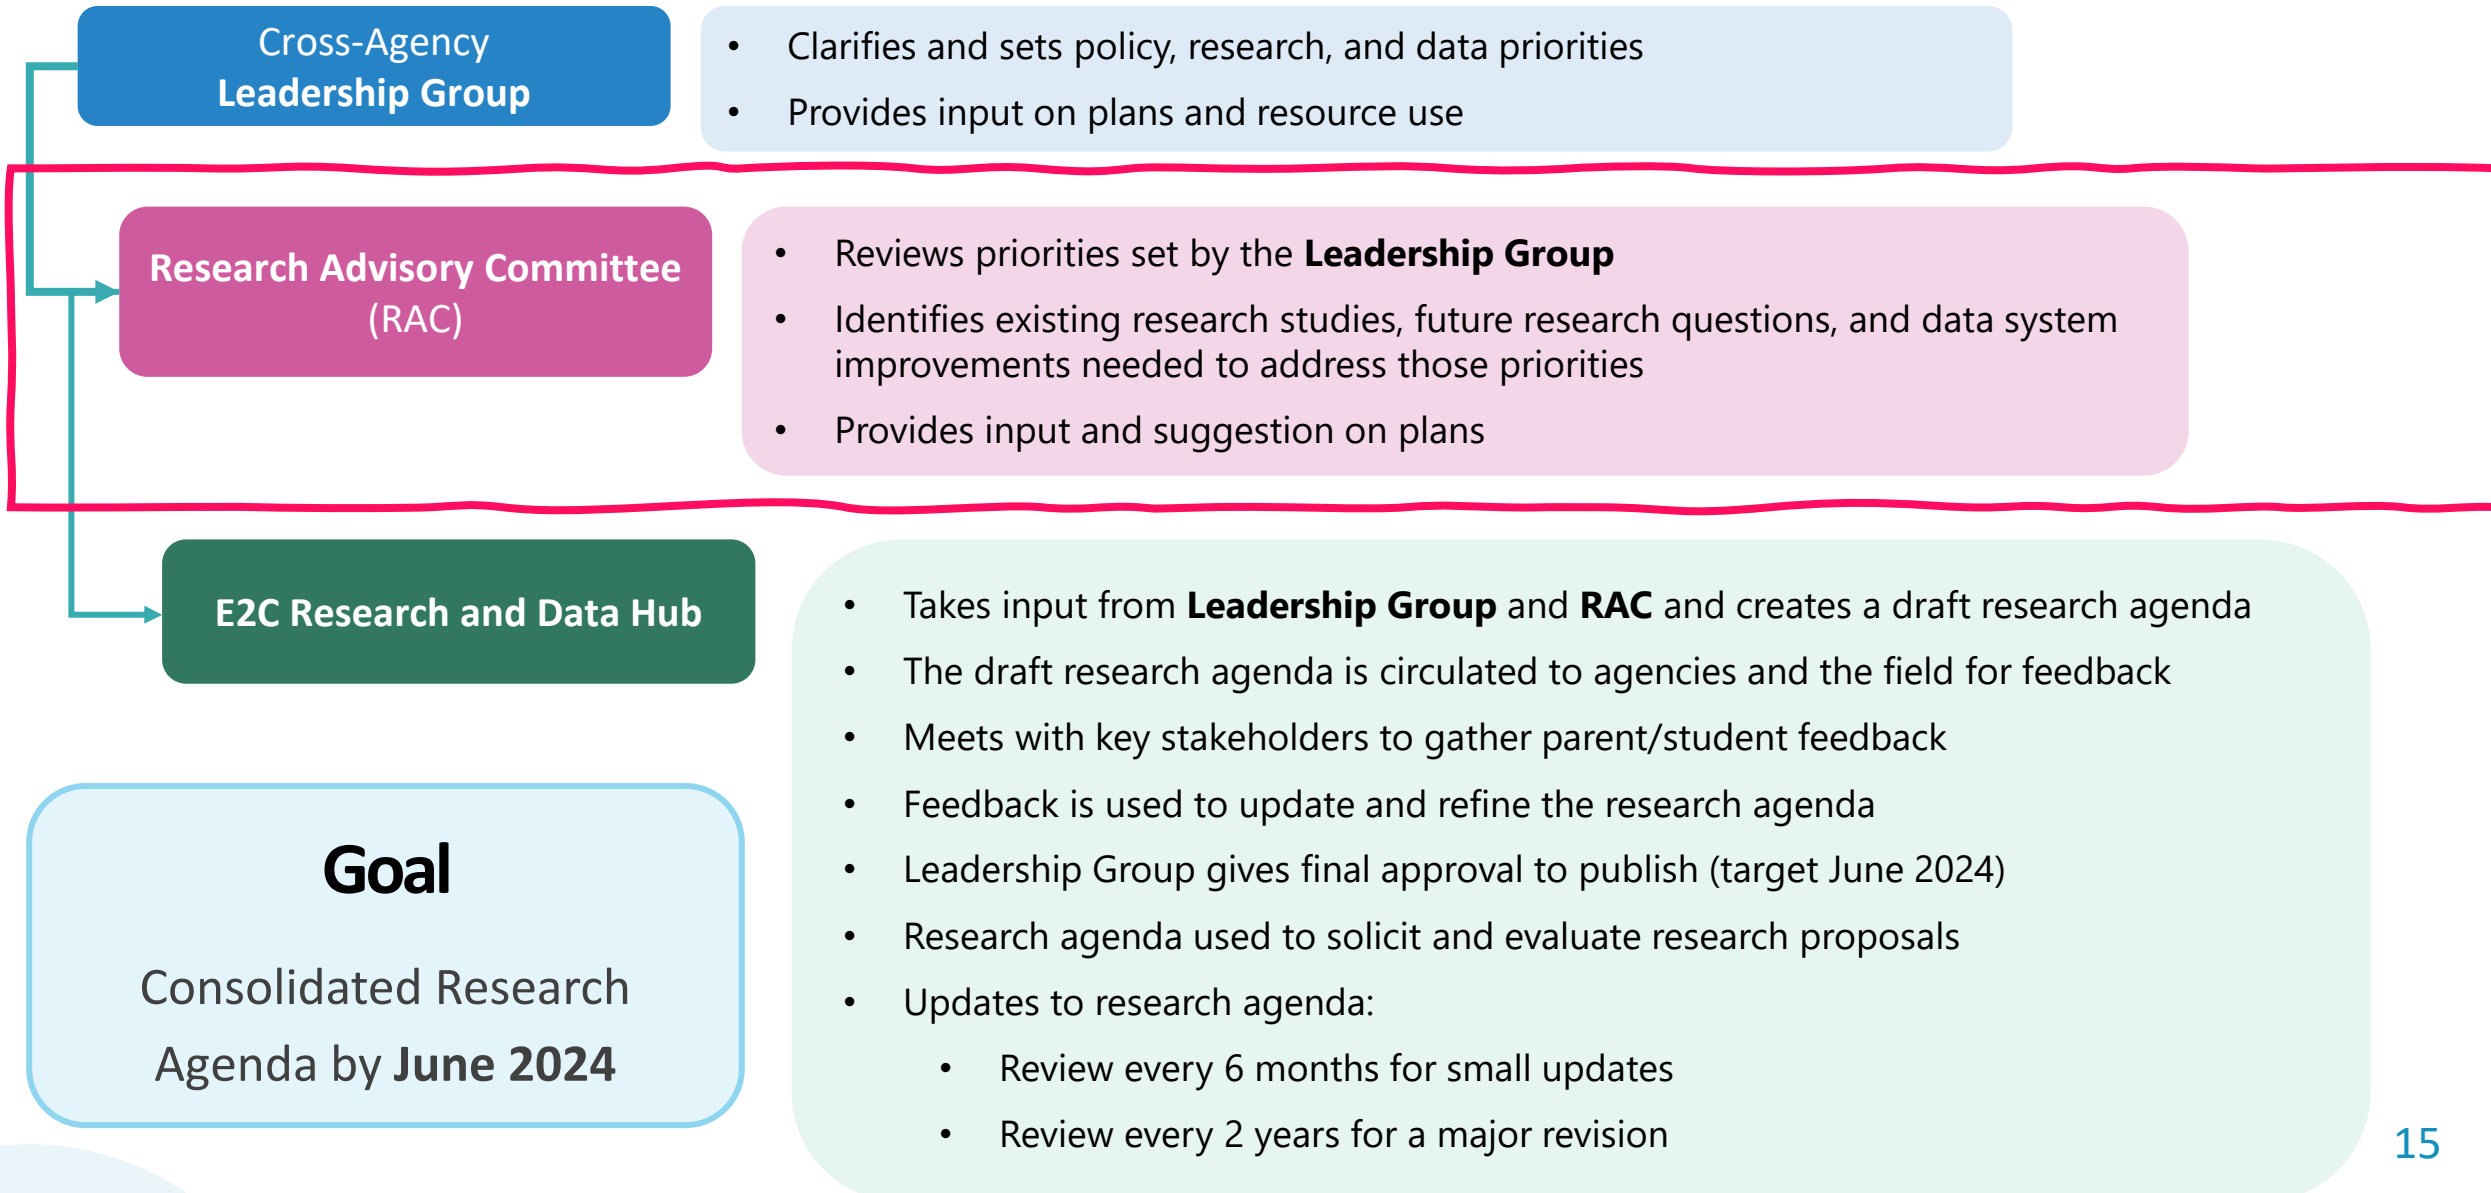 Cross-Agency
Leadership Group
• Clarifies and sets policy, research, and data priorities
• Provides input on plans and resource use
Research Advisory Committee
(RAC)
• Reviews priorities set by the Leadership Group
• Identifies existing research studies, future research questions, and data system
improvements needed to address those priorities
• Provides input and suggestion on plans
E2C Research and Data Hub
• Takes input from Leadership Group and RAC and creates a draft research agenda
• The draft research agenda is circulated to agencies and the field for feedback
• Meets with key stakeholders to gather parent/student feedback
• Feedback is used to update and refine the research agenda
• Leadership Group gives final approval to publish (target June 2024)
• Research agenda used to solicit and evaluate research proposals
• Updates to research agenda:
• Review every 6 months for small updates
• Review every 2 years for a major revision
Goal
Consolidated Research
Agenda by June 2024
15